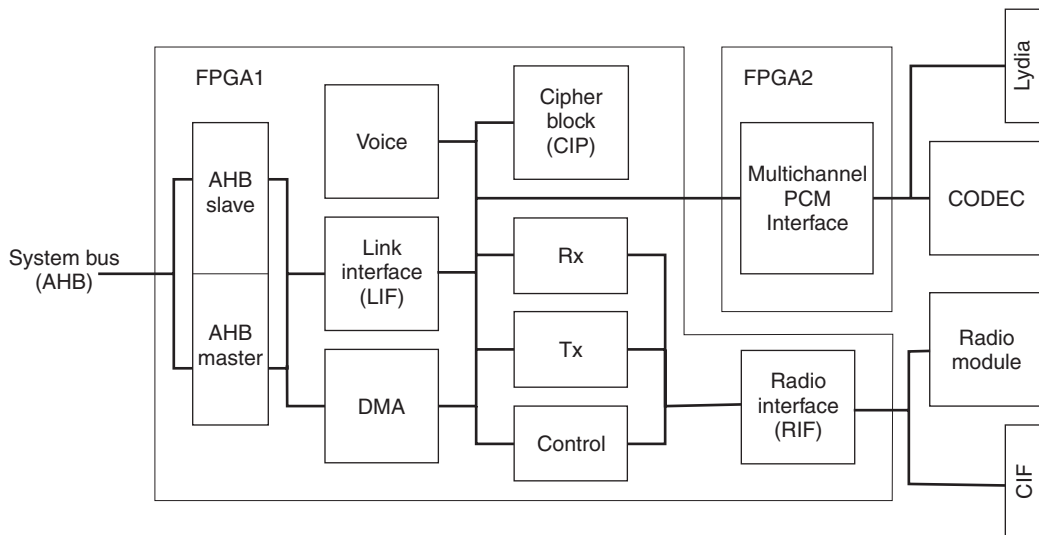 FPGA1
FPGA2
Lydia
Voice
Cipher
block
(CIP)
AHB
slave
Multichannel
PCM
Interface
CODEC
System bus
(AHB)
Link
interface
(LIF)
Rx
AHB
master
Tx
Radio
module
DMA
Radio
interface
(RIF)
Control
CIF